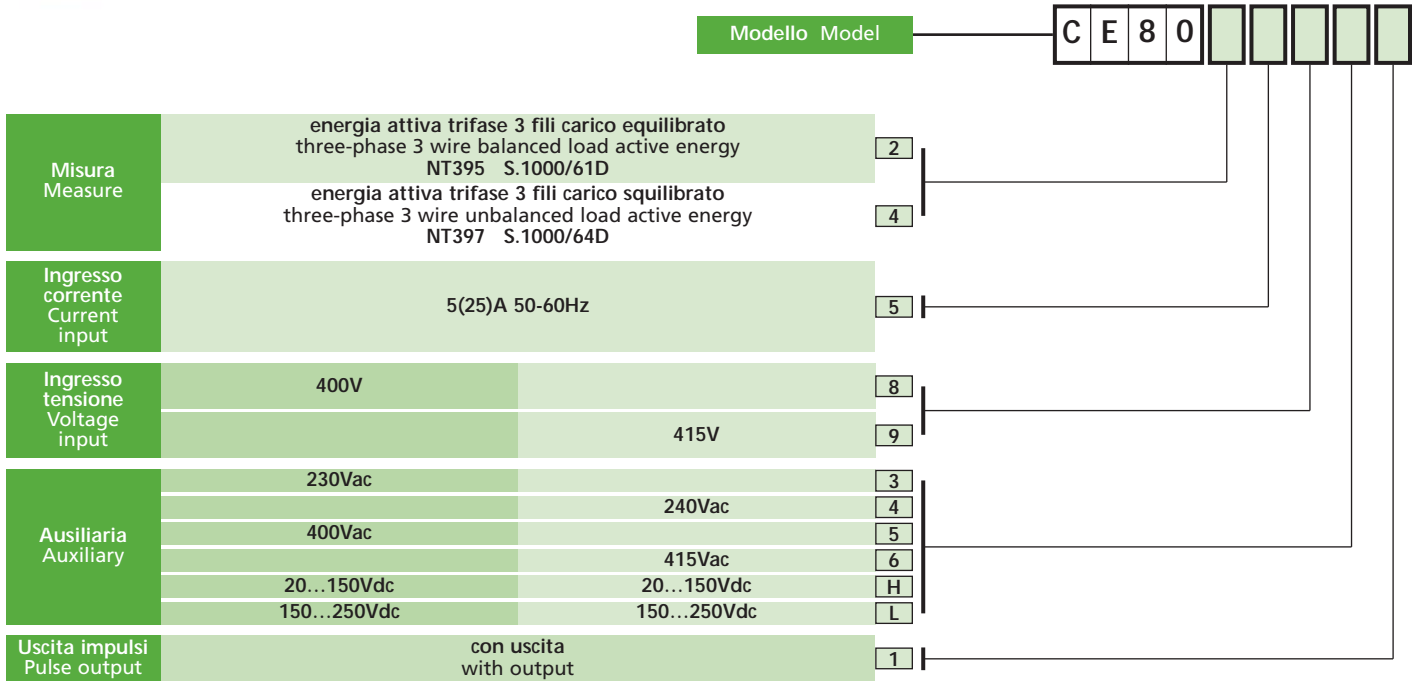 Modello Model
C E 8 0
Misura
Measure
energia attiva trifase 3 fili carico equilibrato
three-phase 3 wire balanced load active energy
NT395 S.1000/61D
2
energia attiva trifase 3 fili carico squilibrato
three-phase 3 wire unbalanced load active energy
NT397 S.1000/64D
4
Ingresso
corrente
Current
input
5(25)A 50-60Hz
5
Ingresso
tensione
Voltage
input
400V
8
415V
9
Ausiliaria
Auxiliary
230Vac
3
240Vac
4
400Vac
5
415Vac
6
20...150Vdc 20...150Vdc
H
150...250Vdc 150...250Vdc
L
Uscita impulsi
Pulse output
con uscita
with output
1